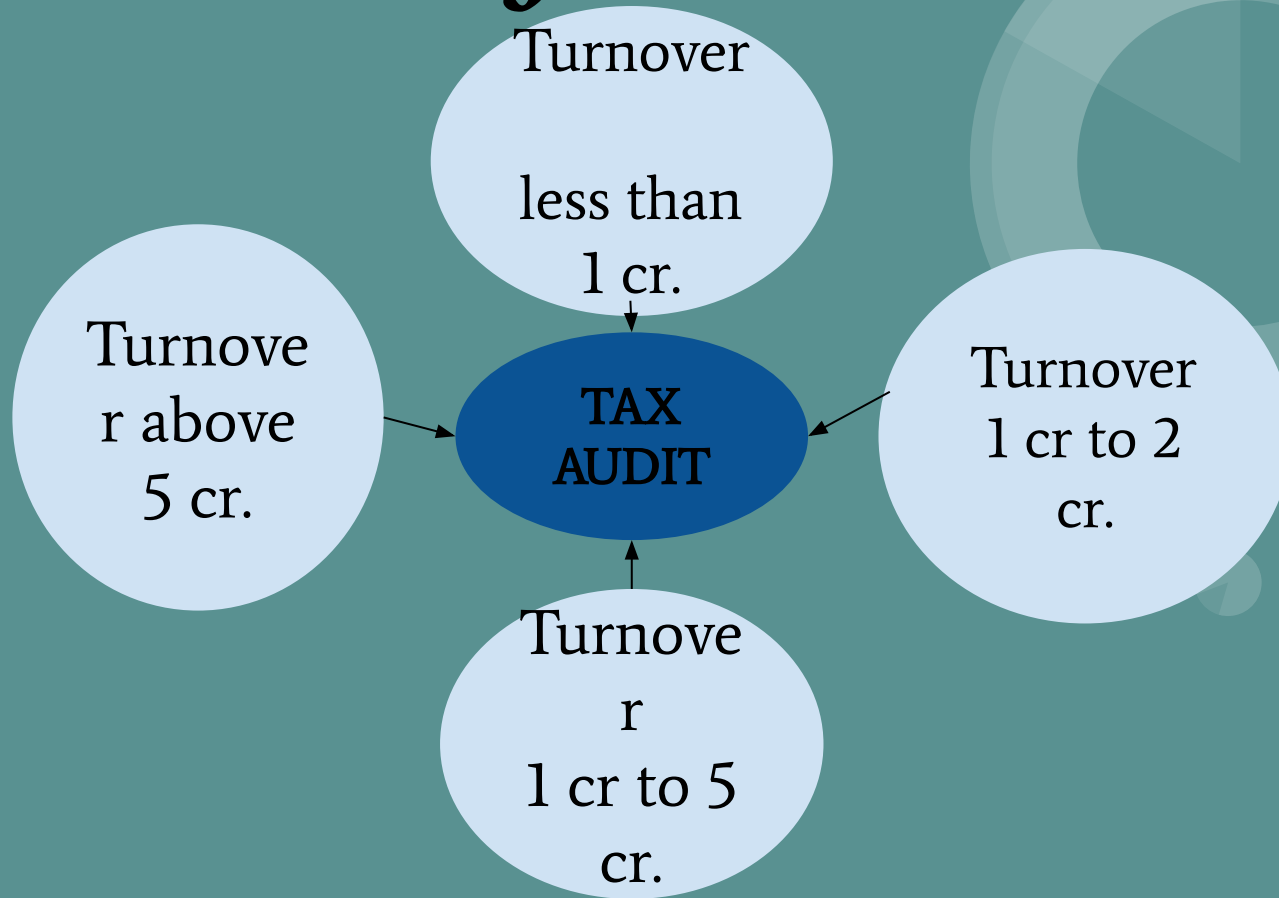 Turnover
less than
1 cr.
Turnove
r above
5 cr.
TAX
AUDIT
Turnover
1 cr to 2
cr.
Turnove
r
1 cr to 5
cr.